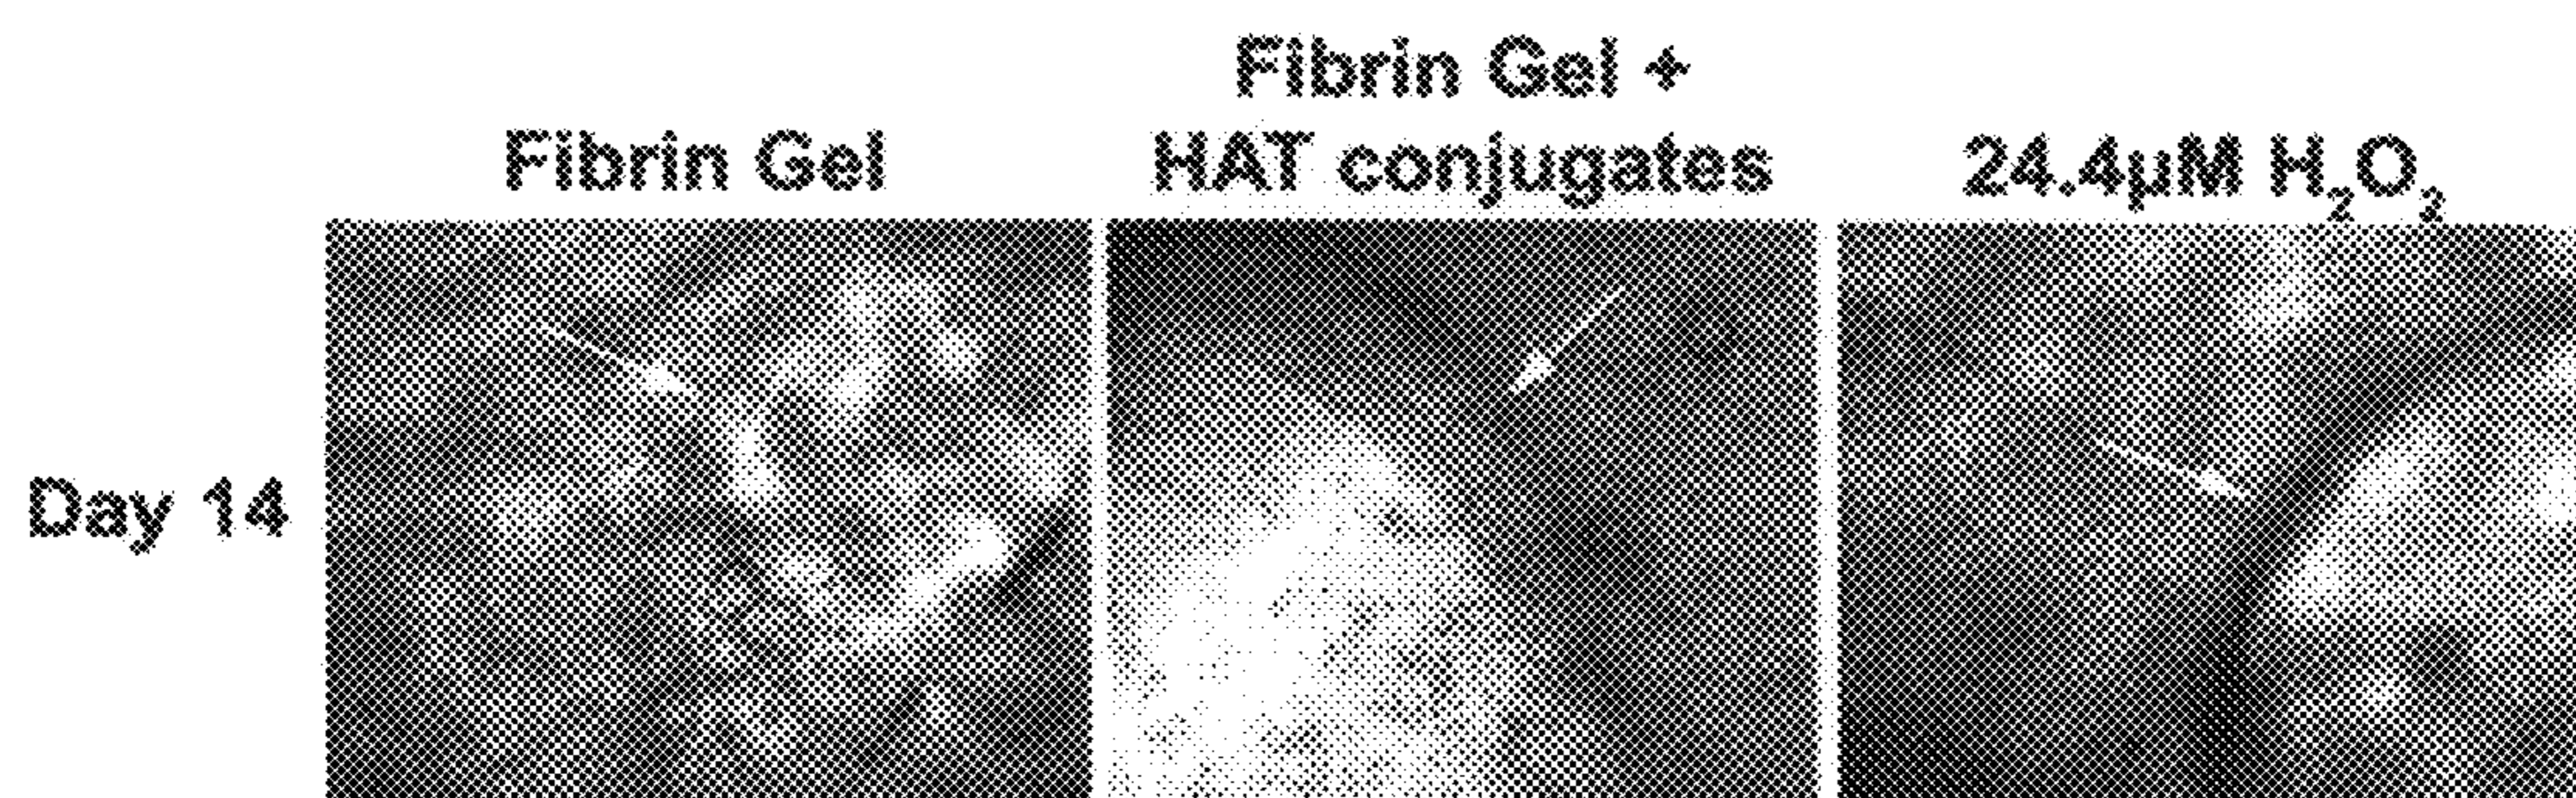 Fibrin Gel
Fibrin Gel +
HAT conjugates
24.4µM H₂O₂
Day 14